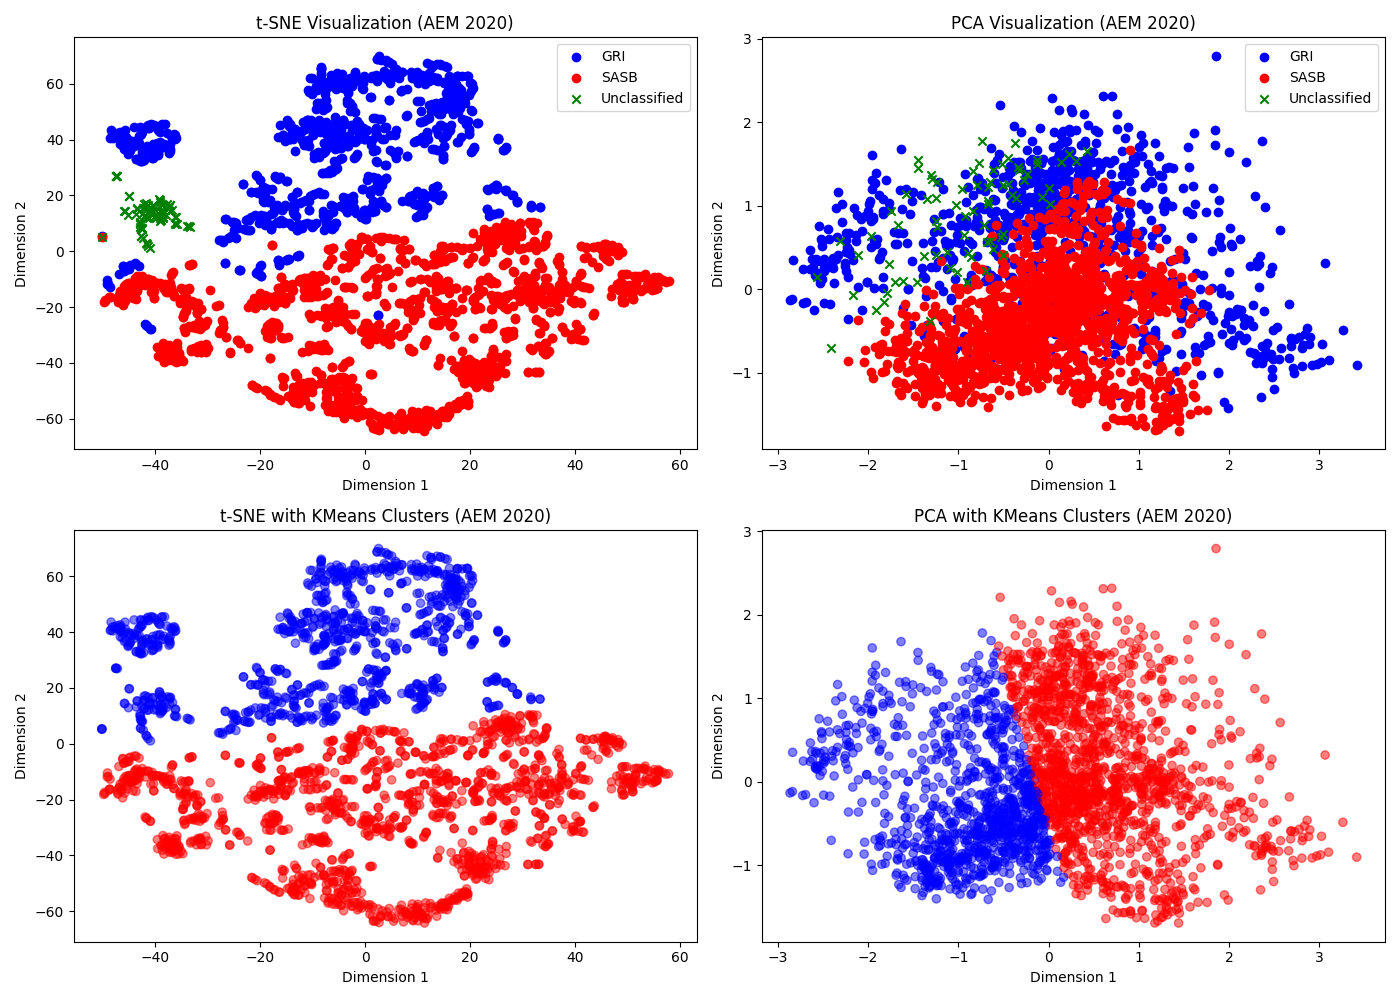 t-SNE Visualization (AEM 2020)
GRI
SASB
Unclassified
60
40
20
0
−20
−40
−60
Dimension 2
−40 −20 0 20 40 60
Dimension 1
PCA Visualization (AEM 2020)
GRI
SASB
Unclassified
3
2
1
0
−1
Dimension 2
−3 −2 −1 0 1 2 3
Dimension 1
t-SNE with KMeans Clusters (AEM 2020)
60
40
20
0
−20
−40
−60
Dimension 2
−40 −20 0 20 40 60
Dimension 1
PCA with KMeans Clusters (AEM 2020)
3
2
1
0
−1
Dimension 2
−3 −2 −1 0 1 2 3
Dimension 1